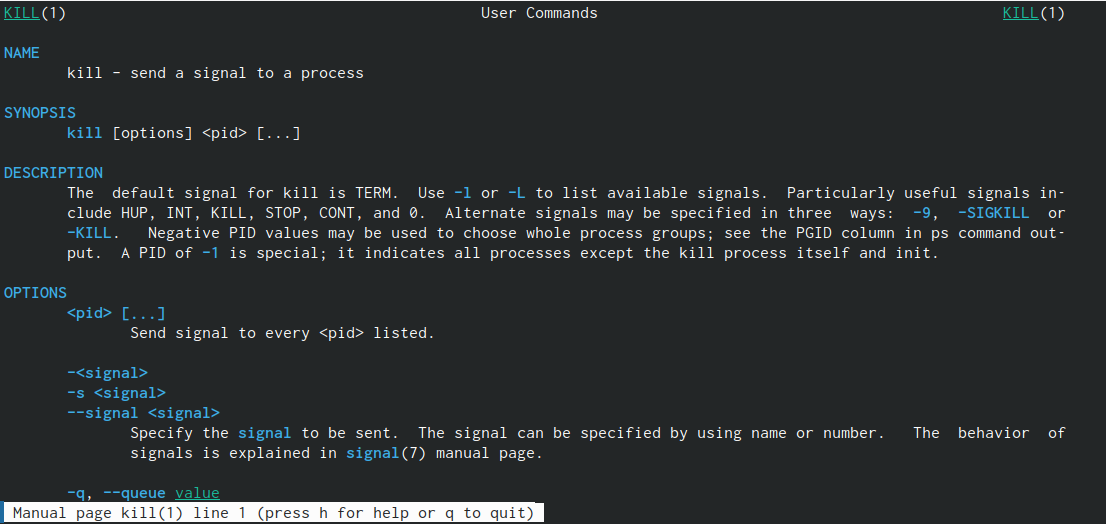 KILL(1) User Commands KILL(1)
NAME
kill - send a signal to a process
SYNOPSIS
kill [options] <pid> [...]
DESCRIPTION
The default signal for kill is TERM. Use -l or -L to list available signals. Particularly useful signals in-
clude HUP, INT, KILL, STOP, CONT, and 0. Alternate signals may be specified in three ways: -9, -SIGKILL or
-KILL. Negative PID values may be used to choose whole process groups; see the PGID column in ps command out-
put. A PID of -1 is special; it indicates all processes except the kill process itself and init.
OPTIONS
<pid> [...]
Send signal to every <pid> listed.
-<signal>
-s <signal>
--signal <signal>
Specify the signal to be sent. The signal can be specified by using name or number. The behavior of
signals is explained in signal(7) manual page.
-q, --queue value
Manual page kill(1) line 1 (press h for help or q to quit)